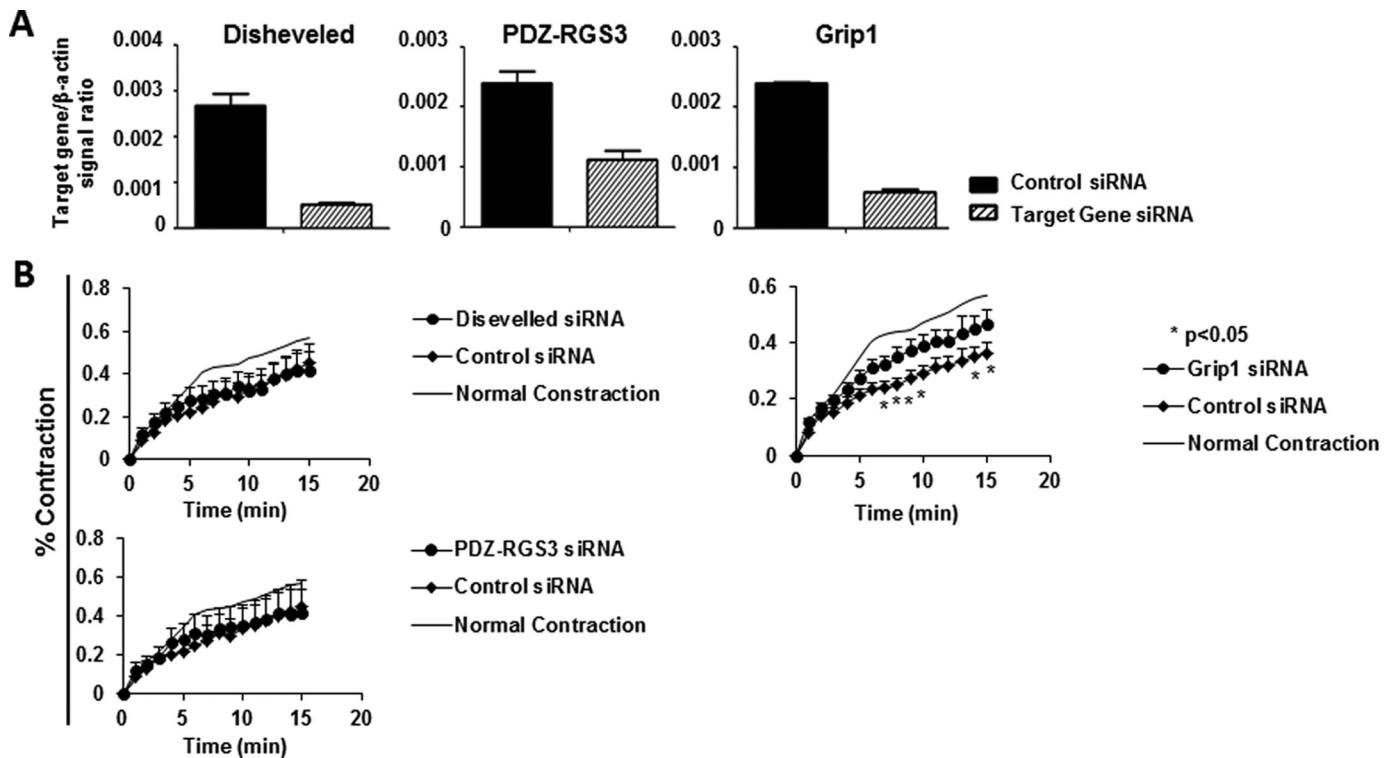 A
Disheveled
PDZ-RGS3
Grip1
Target gene/β-actin
signal ratio
0.004
0.003
0.002
0.001
0
0.003
0.002
0.001
0
0.003
0.002
0.001
0
Control siRNA
Target Gene siRNA
B
% Contraction
0.8
0.6
0.4
0.2
0
0 5 10 15 20
Time (min)
Disevelled siRNA
Control siRNA
Normal Constraction
0.6
0.4
0.2
0
* * * *
* *
0 5 10 15 20
Time (min)
* p<0.05
Grip1 siRNA
Control siRNA
Normal Contraction
0.8
0.6
0.4
0.2
0
0 5 10 15 20
Time (min)
PDZ-RGS3 siRNA
Control siRNA
Normal Contraction